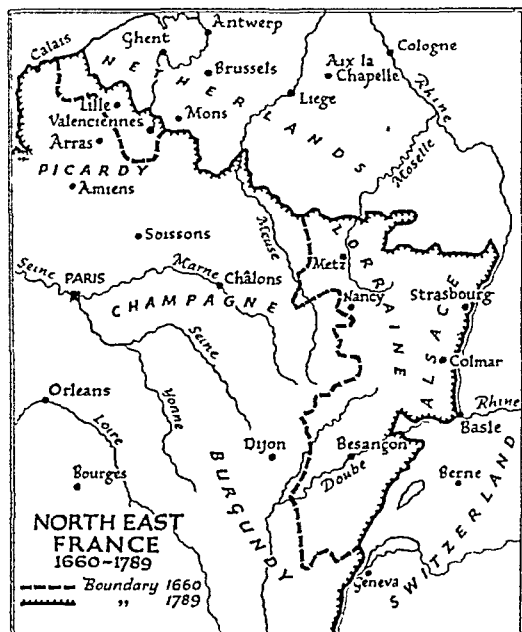 Antwerp
Calais
Ghent
Cologne
NETHERLANDS
Brussels
Aix la
Chapelle
Rhine
Lille
Liege
Valenciennes
Mons
Arras
PICARDY
Moselle
Amiens
Soissons
Meuse
LORRAINE
Metz
Seine
PARIS
Marne
Châlons
CHAMPAGNE
Nancy
Strasbourg
ALSACE
Seine
Colmar
Orleans
Yonne
Loire
Rhine
Basle
Dijon
Besançon
Doube
Berne
Bourges
BURGUNDY
SWITZERLAND
Geneva
NORTH EAST
FRANCE
1660-1789
Boundary 1660
„ 1789